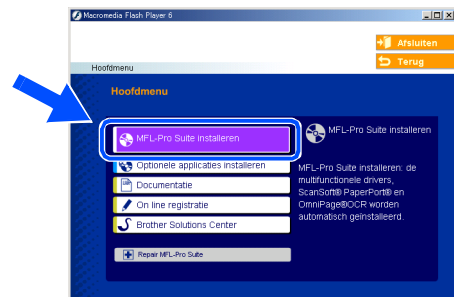 Macromedia Flash Player 6
Afsluiten
Terug
Hoofdmenu
Hoofdmenu
MFL-Pro Suite installeren
Optionele applicaties installeren
Documentatie
On line registratie
Brother Solutions Center
Repair MFL-Pro Suite
MFL-Pro Suite installeren
MFL-Pro Suite installeren: de
multifunctionele drivers,
ScanSoft® PaperPort® en
OmniPage®OCR worden
automatisch geïnstalleerd.